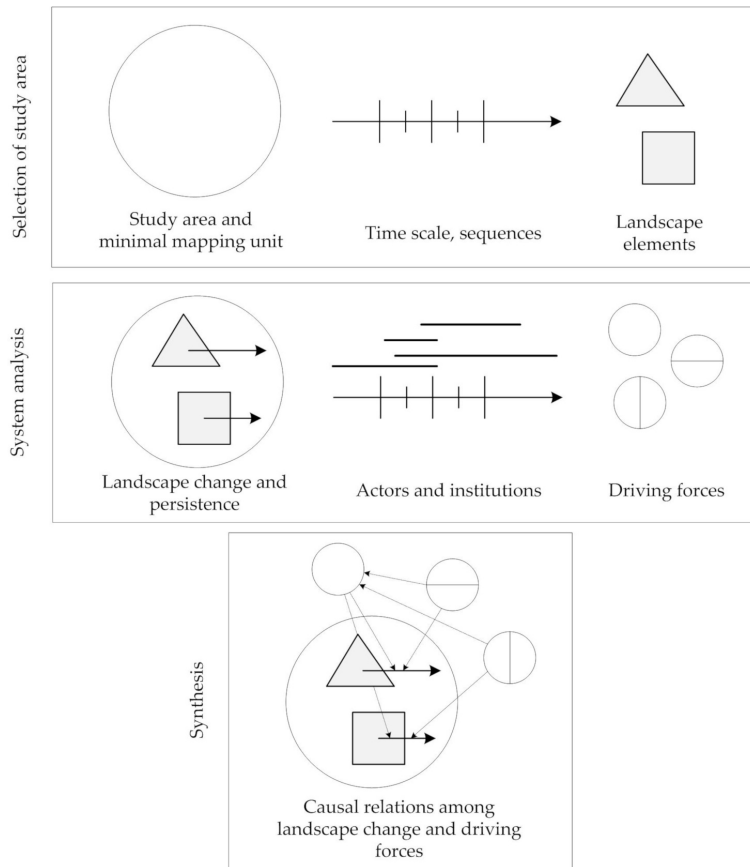 Selection of study area
Study area and
minimal mapping unit
Time scale, sequences
Landscape
elements
System analysis
Landscape change and
persistence
Actors and institutions
Driving forces
Synthesis
Causal relations among
landscape change and driving
forces